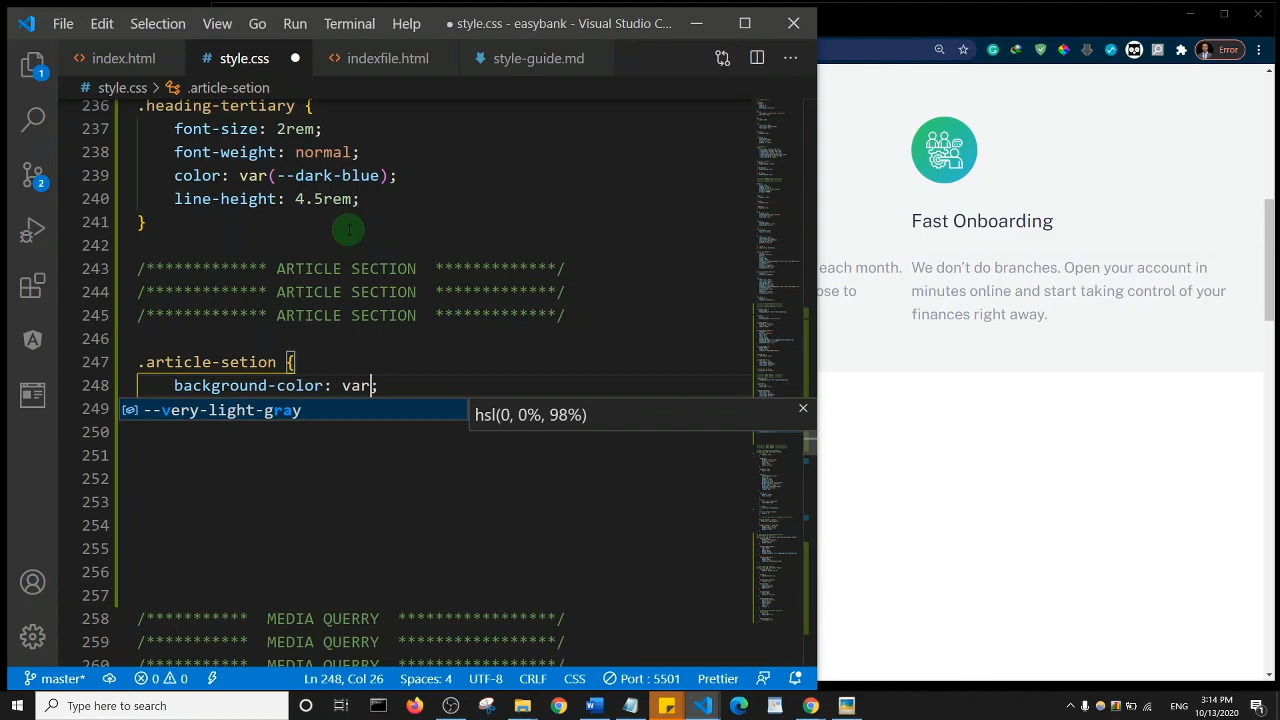 File Edit Selection View Go Run Terminal Help ● style.css - easybank - Visual Studio C...
index.html # style.css ● indexfile.html style-guide.md
Error
# style.css > .article-setion
236 .heading-tertiary {
237 font-size: 2rem;
238 font-weight: normal;
239 color: var(--dark-blue);
240 line-height:
241 }
242
243 /********** ARTICLE SECTION *****************/
244 /********** ARTICLE SECTION *****************/
245 /********** ARTICLE SECTION *****************/
246
247 .article-setion {
248 background-color: var;
--very-light-gray
hsl(0, 0%, 98%)
249
250
251
252
253
254
255
256
257
258 /********** MEDIA QUERRY *****************/
259 /********** MEDIA QUERRY *****************/
260 /********** MEDIA QUERRY *****************/
Fast Onboarding
each month. We don't do branches. Open your account in
ose to minutes online and start taking control of your
finances right away.
1
2
master* 0 0 Ln 248, Col 26 Spaces: 4 UTF-8 CRLF CSS Port : 5501 Prettier
Type here to search
ENG
3:14 PM
10/13/2020
1